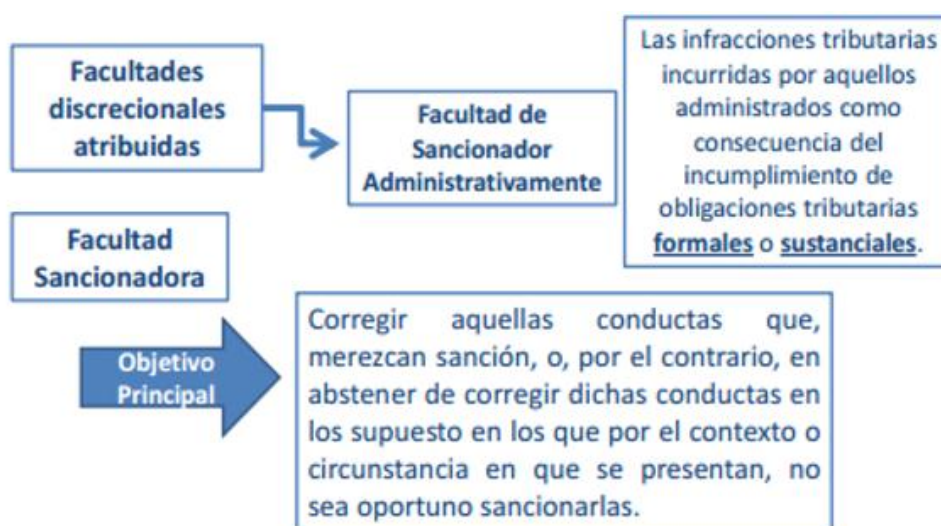 Facultades
discrecionales
atribuidas
Facultad de
Sancionador
Administrativamente
Las infracciones tributarias
incurridas por aquellos
administrados como
consecuencia del
incumplimiento de
obligaciones tributarias
formales o sustanciales.
Facultad
Sancionadora
Objetivo
Principal
Corregir aquellas conductas que,
merezcan sanción, o, por el contrario, en
abstener de corregir dichas conductas en
los supuesto en los que por el contexto o
circunstancia en que se presentan, no
sea oportuno sancionarlas.